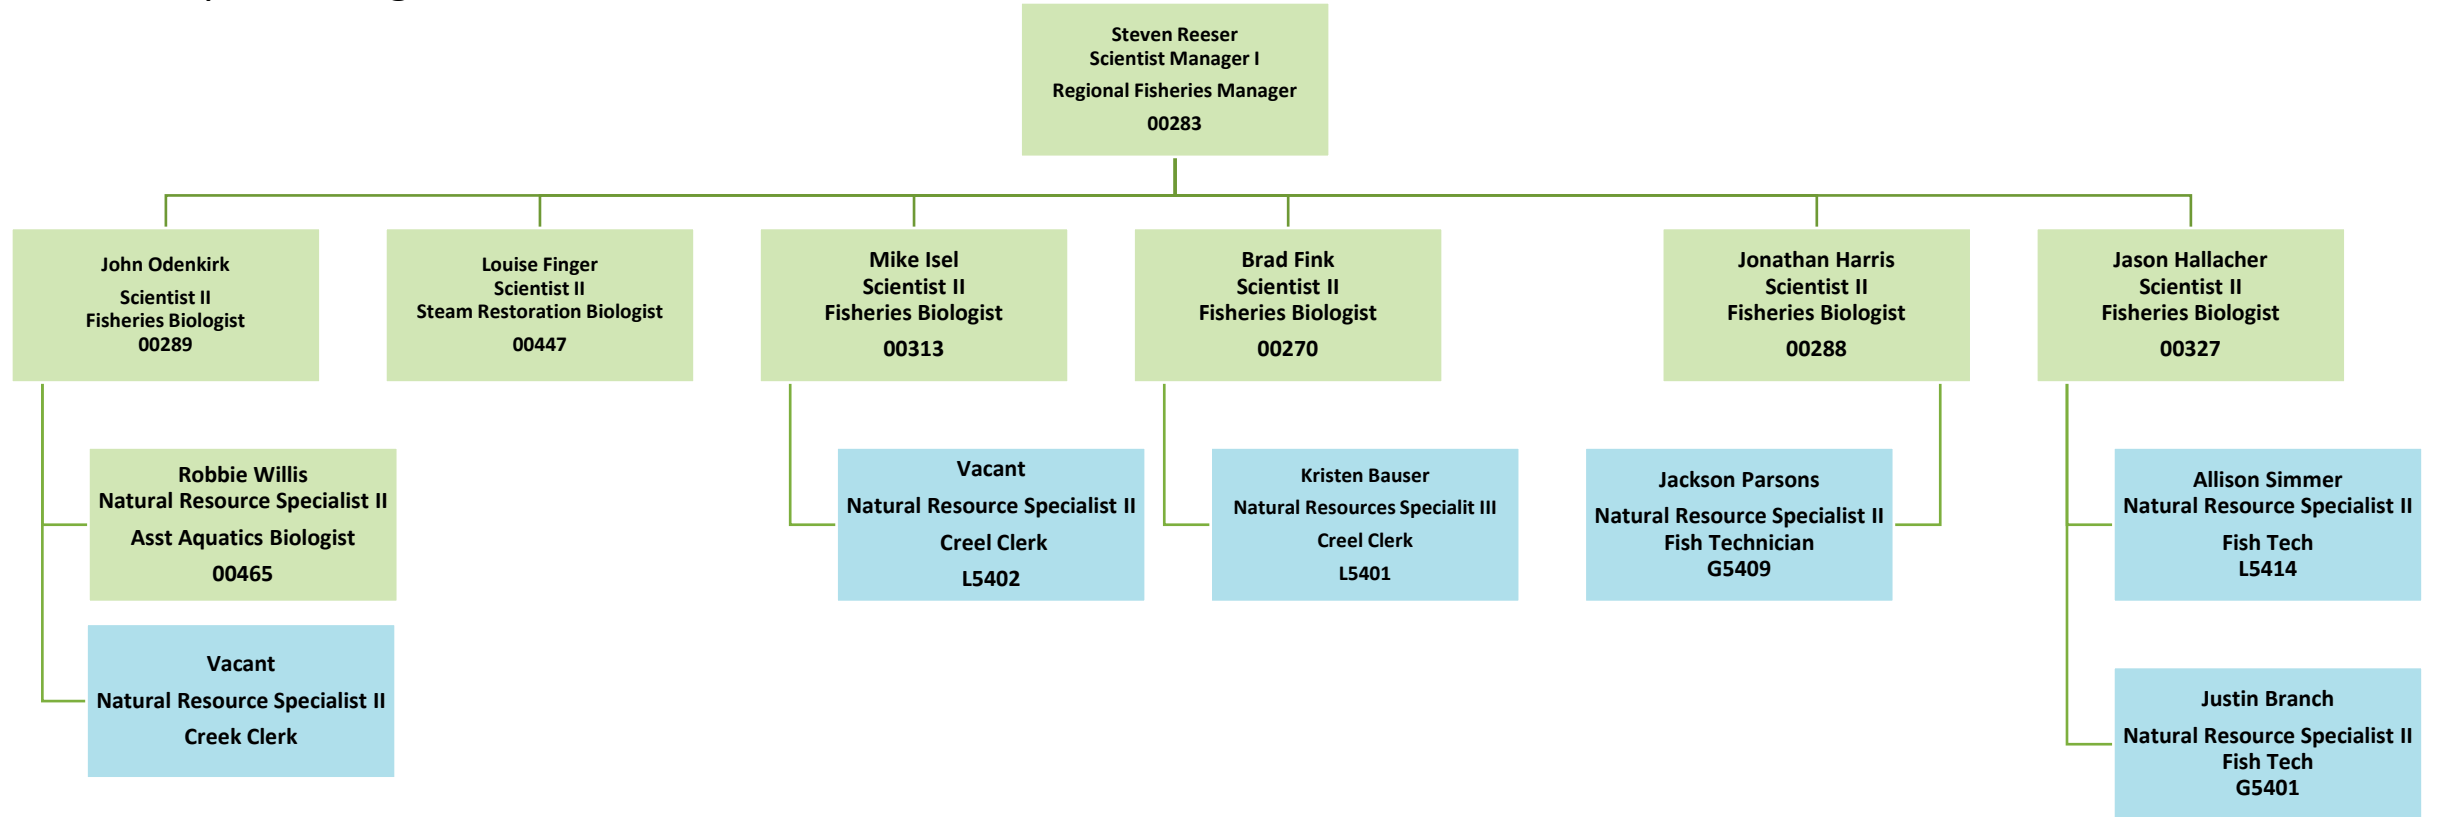 Steven Reeser
Scientist Manager I
Regional Fisheries Manager
00283
John Odenkirk
Scientist II
Fisheries Biologist
00289
Louise Finger
Scientist II
Steam Restoration Biologist
00447
Mike Isel
Scientist II
Fisheries Biologist
00313
Brad Fink
Scientist II
Fisheries Biologist
00270
Jonathan Harris
Scientist II
Fisheries Biologist
00288
Jason Hallacher
Scientist II
Fisheries Biologist
00327
Robbie Willis
Natural Resource Specialist II
Asst Aquatics Biologist
00465
Vacant
Natural Resource Specialist II
Creel Clerk
L5402
Kristen Bauser
Natural Resources Specialit III
Creel Clerk
L5401
Jackson Parsons
Natural Resource Specialist II
Fish Technician
G5409
Allison Simmer
Natural Resource Specialist II
Fish Tech
L5414
Vacant
Natural Resource Specialist II
Creek Clerk
Justin Branch
Natural Resource Specialist II
Fish Tech
G5401